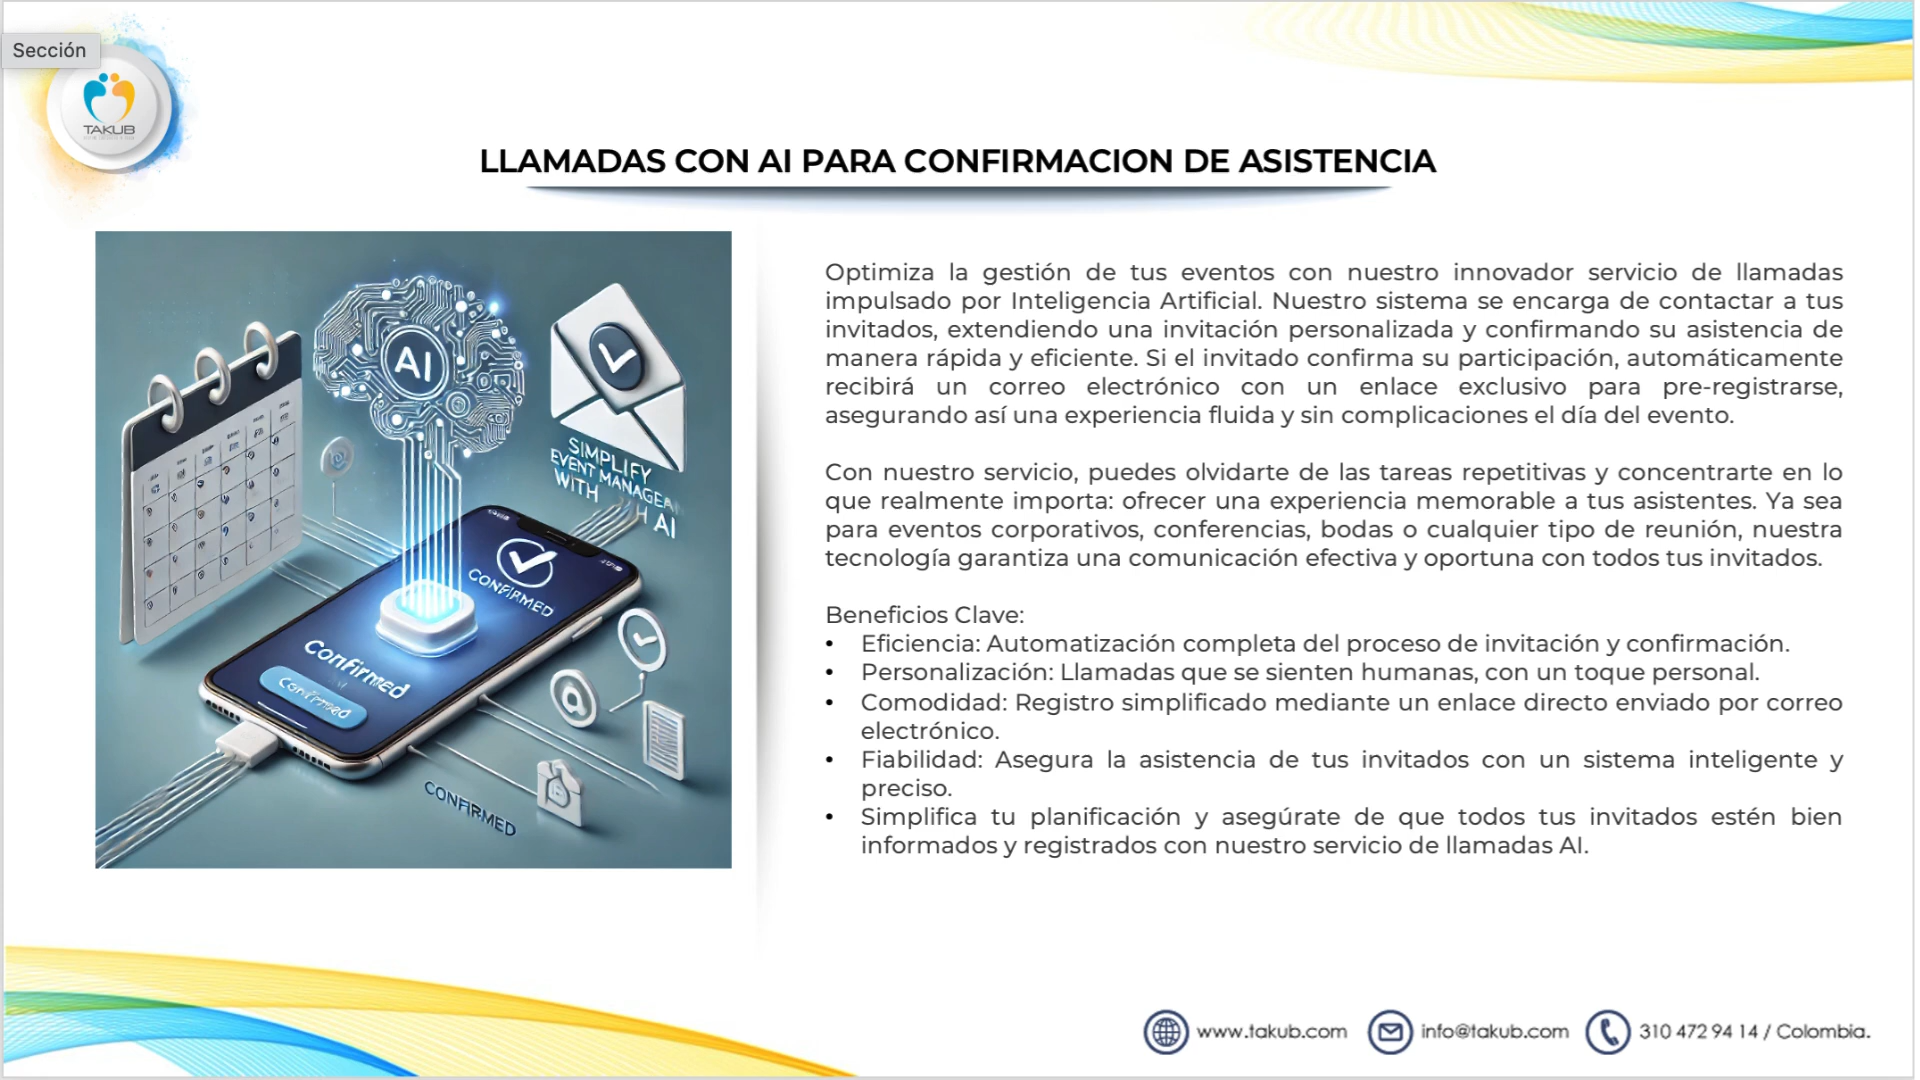 Sección
TAKUB
LLAMADAS CON AI PARA CONFIRMACION DE ASISTENCIA
AI
SIMPLIFY
EVENT MANAGEA
WITH
AI
CONFIRMED
Confirmed
Confirmed
CONFIRMED
Optimiza la gestión de tus eventos con nuestro innovador servicio de llamadas
impulsado por Inteligencia Artificial. Nuestro sistema se encarga de contactar a tus
invitados, extendiendo una invitación personalizada y confirmando su asistencia de
manera rápida y eficiente. Si el invitado confirma su participación, automáticamente
recibirá un correo electrónico con un enlace exclusivo para pre-registrarse,
asegurando así una experiencia fluida y sin complicaciones el día del evento.
Con nuestro servicio, puedes olvidarte de las tareas repetitivas y concentrarte en lo
que realmente importa: ofrecer una experiencia memorable a tus asistentes. Ya sea
para eventos corporativos, conferencias, bodas o cualquier tipo de reunión, nuestra
tecnología garantiza una comunicación efectiva y oportuna con todos tus invitados.
Beneficios Clave:
• Eficiencia: Automatización completa del proceso de invitación y confirmación.
• Personalización: Llamadas que se sienten humanas, con un toque personal.
• Comodidad: Registro simplificado mediante un enlace directo enviado por correo
electrónico.
• Fiabilidad: Asegura la asistencia de tus invitados con un sistema inteligente y
preciso.
• Simplifica tu planificación y asegúrate de que todos tus invitados estén bien
informados y registrados con nuestro servicio de llamadas AI.
www.takub.com
info@takub.com
310 472 94 14 / Colombia.